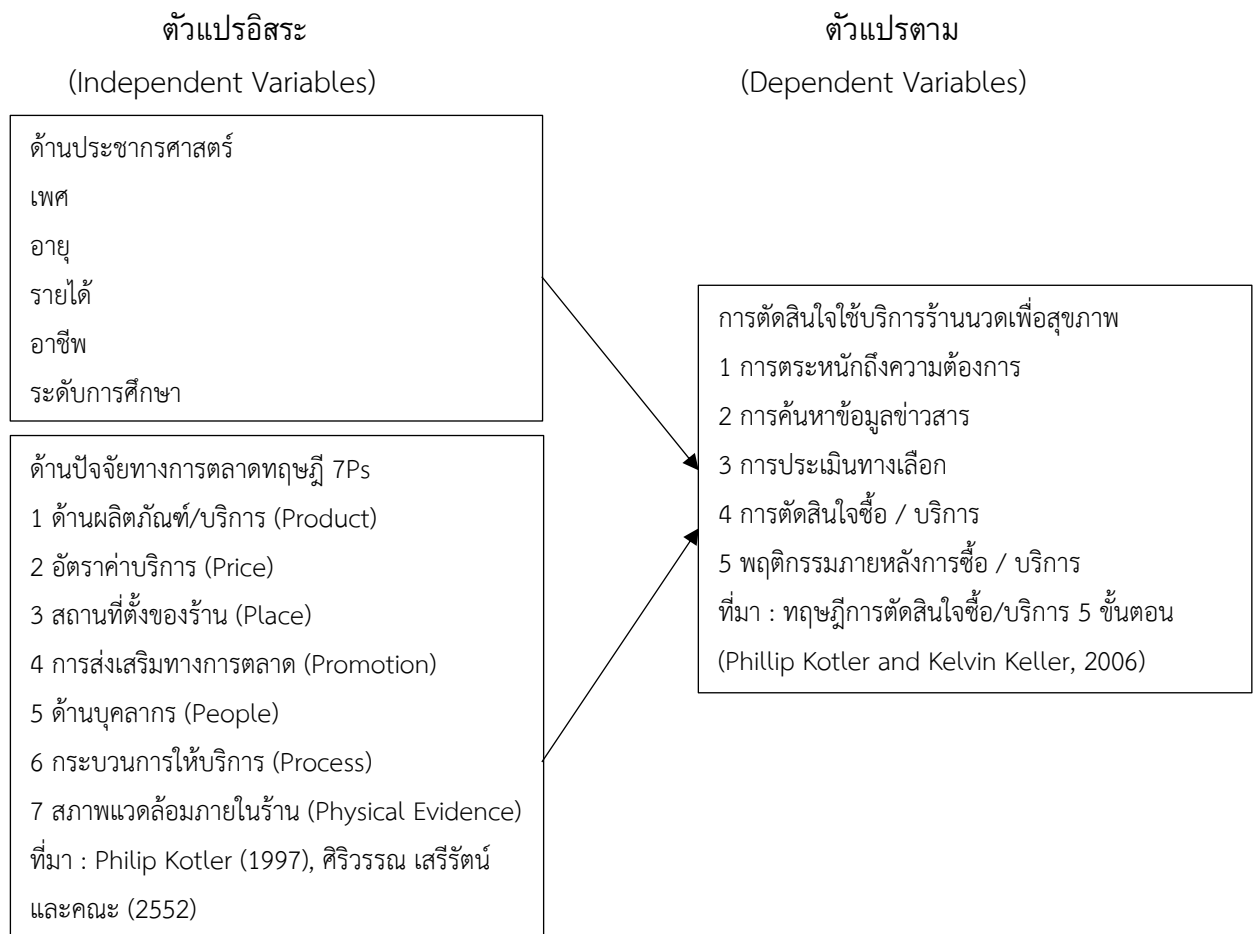 ตัวแปรอิสระ
(Independent Variables)
ด้านประชากรศาสตร์
เพศ
อายุ
รายได้
อาชีพ
ระดับการศึกษา
ด้านปัจจัยทางการตลาดทฤษฎี 7Ps
1 ด้านผลิตภัณฑ์/บริการ (Product)
2 อัตราค่าบริการ (Price)
3 สถานที่ตั้งของร้าน (Place)
4 การส่งเสริมทางการตลาด (Promotion)
5 ด้านบุคลากร (People)
6 กระบวนการให้บริการ (Process)
7 สภาพแวดล้อมภายในร้าน (Physical Evidence)
ที่มา : Philip Kotler (1997), ศิริวรรณ เสรีรัตน์
และคณะ (2552)
ตัวแปรตาม
(Dependent Variables)
การตัดสินใจใช้บริการร้านนวดเพื่อสุขภาพ
1 การตระหนักถึงความต้องการ
2 การค้นหาข้อมูลข่าวสาร
3 การประเมินทางเลือก
4 การตัดสินใจซื้อ / บริการ
5 พฤติกรรมภายหลังการซื้อ / บริการ
ที่มา : ทฤษฎีการตัดสินใจซื้อ/บริการ 5 ขั้นตอน
(Phillip Kotler and Kelvin Keller, 2006)